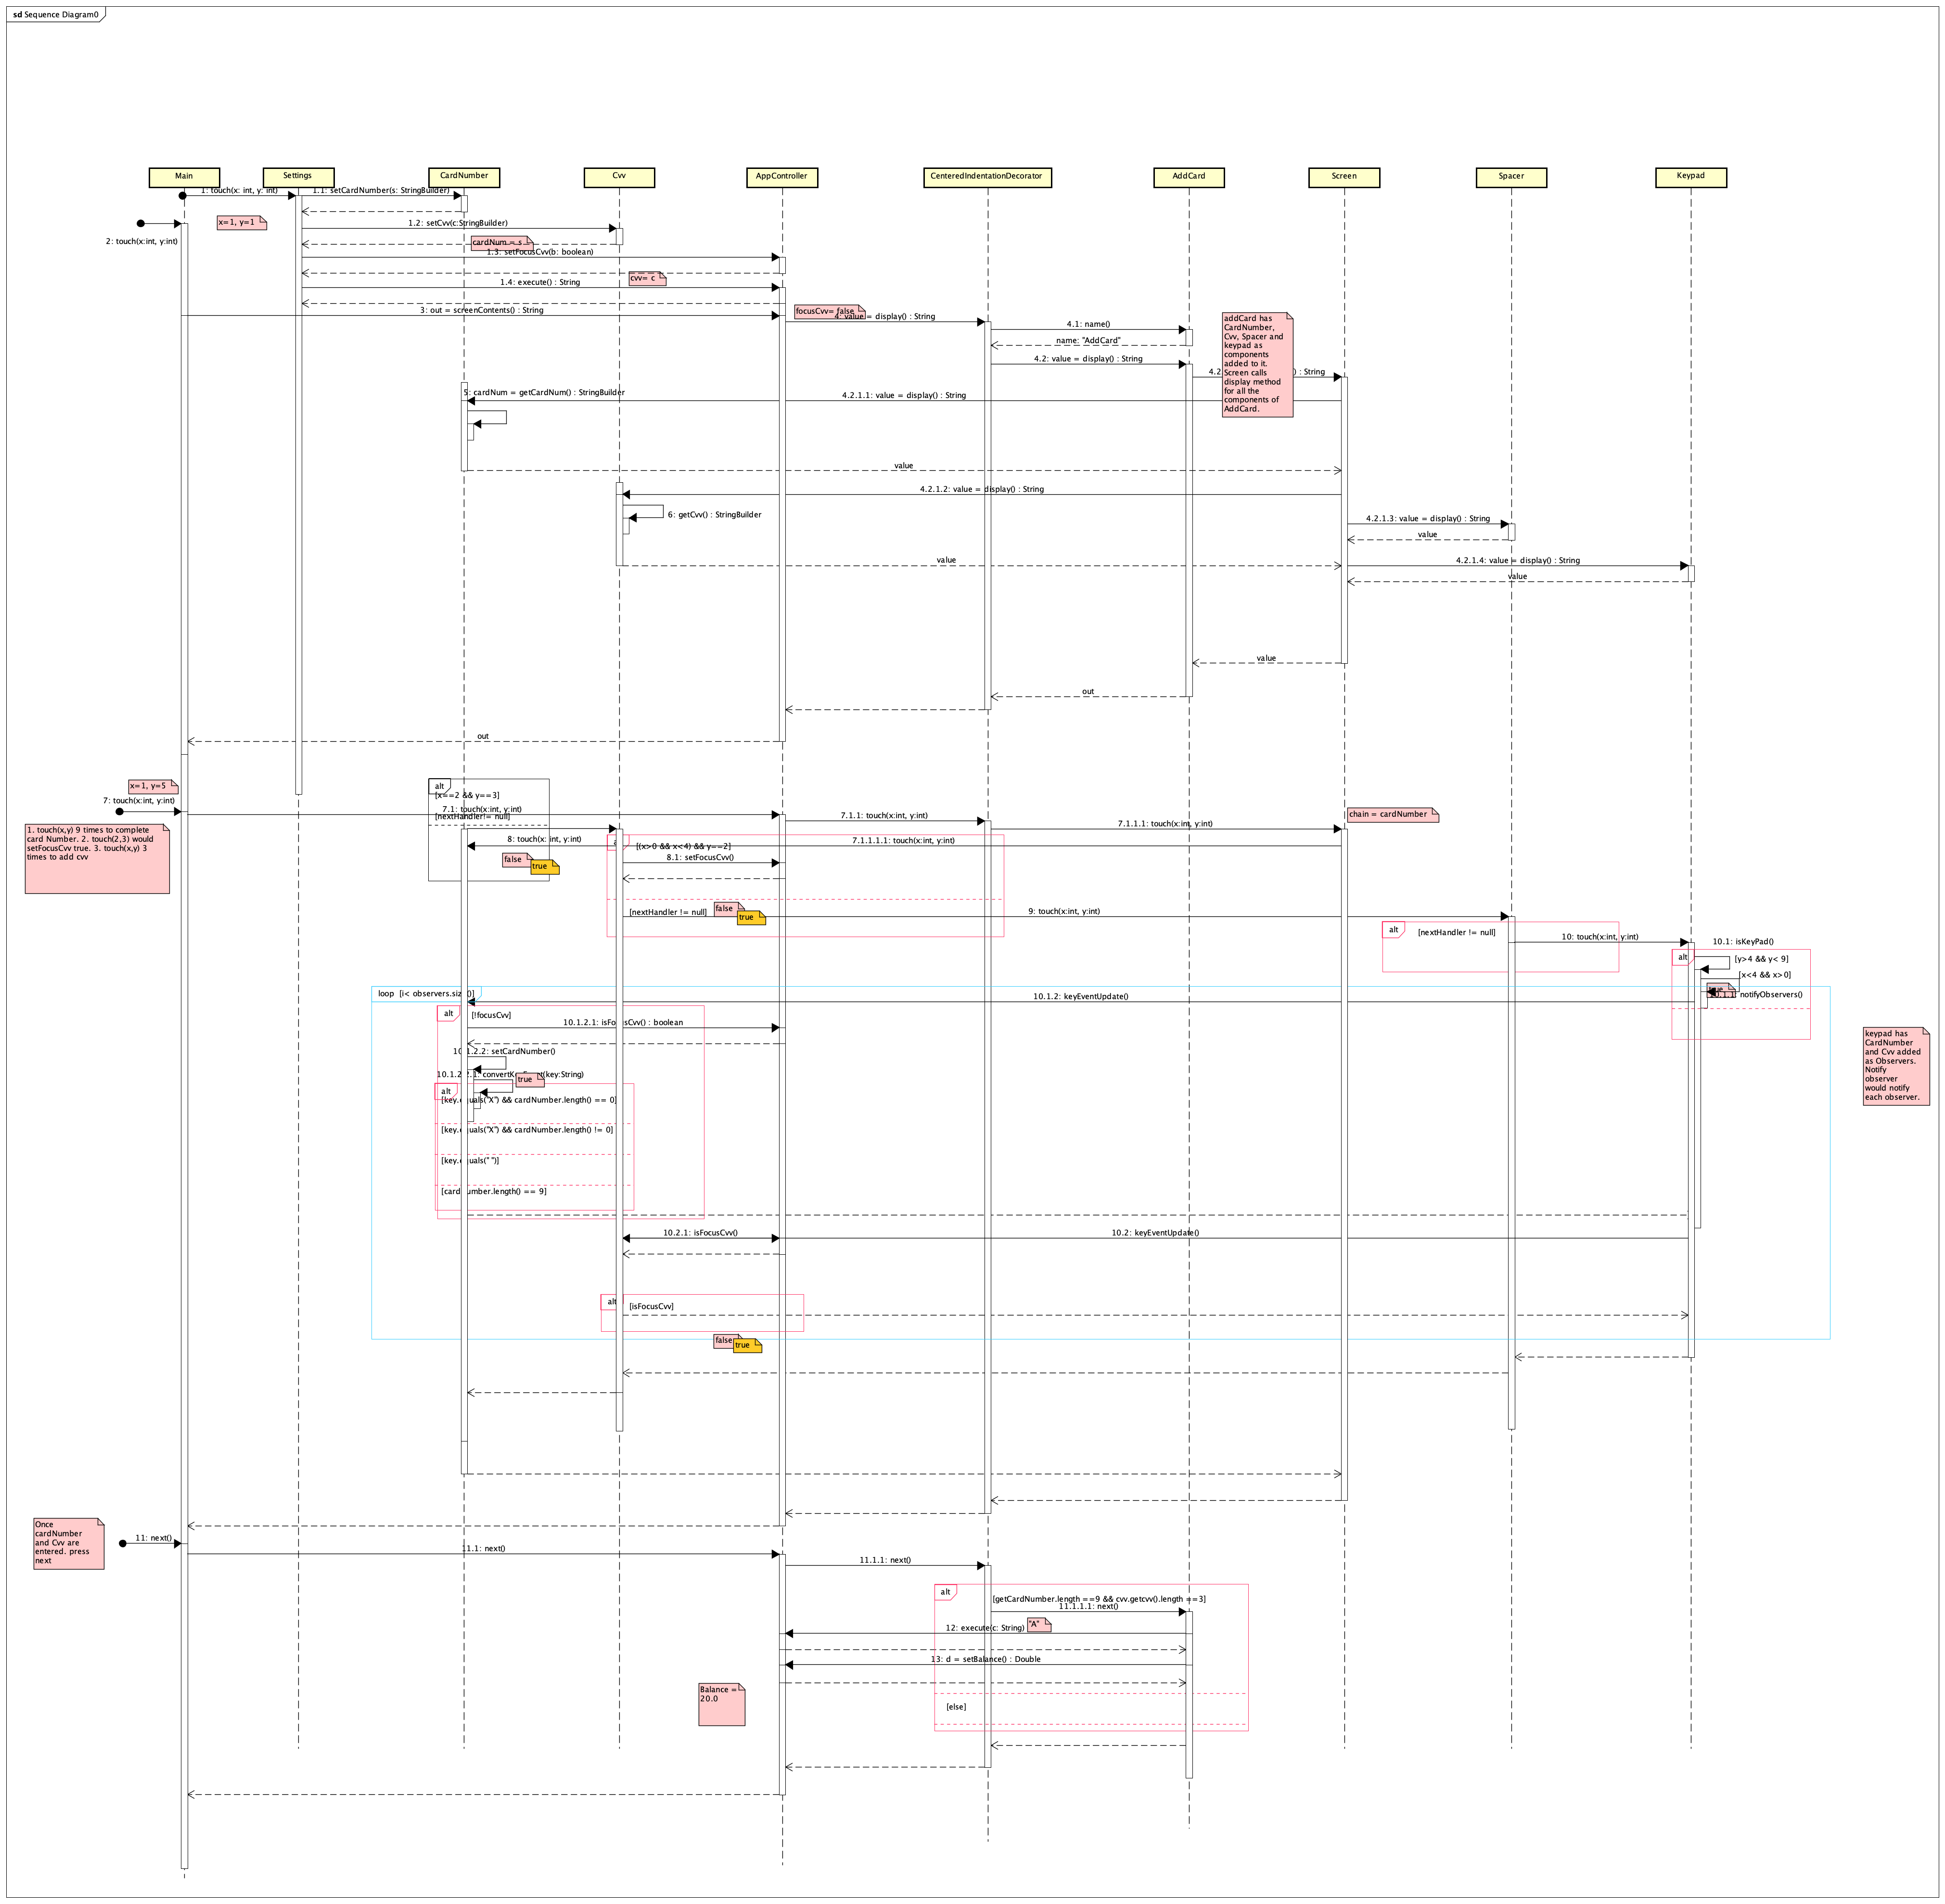 sd Sequence Diagram0
Main
Settings
CardNumber
Cvv
AppController
CenteredIndentationDecorator
AddCard
Screen
Spacer
Keypad
1: touch(x: int, y: int)
1.1: setCardNumber(s: StringBuilder)
x=1, y=1
1.2: setCvv(c:StringBuilder)
2: touch(x:int, y:int)
cardNum = s
1.3: setFocusCvv(b: boolean)
cvv= c
1.4: execute() : String
focusCvv= false
3: out = screenContents() : String
4: value = display() : String
4.1: name()
name: "AddCard"
4.2: value = display() : String
addCard has
CardNumber,
Cvv, Spacer and
keypad as
components
added to it.
Screen calls
display method
for all the
components of
AddCard.
) : String
5: cardNum = getCardNum() : StringBuilder
4.2.1.1: value = display() : String
value
4.2.1.2: value = display() : String
6: getCvv() : StringBuilder
4.2.1.3: value = display() : String
value
value
4.2.1.4: value = display() : String
value
value
out
out
x=1, y=5
7: touch(x:int, y:int)
alt
[x==2 && y==3]
7.1: touch(x:int, y:int)
[nextHandler!= null]
7.1.1: touch(x:int, y:int)
chain = cardNumber
7.1.1.1: touch(x:int, y:int)
1. touch(x,y) 9 times to complete
card Number. 2. touch(2,3) would
setFocusCvv true. 3. touch(x,y) 3
times to add cvv
8: touch(x: int, y:int)
[(x>0 && x<4) && y==2]
7.1.1.1.1: touch(x:int, y:int)
false
true
8.1: setFocusCvv()
[nextHandler != null]
false
true
9: touch(x:int, y:int)
alt
[nextHandler != null]
10: touch(x:int, y:int)
10.1: isKeyPad()
alt
[y>4 && y< 9]
[x<4 && x>0]
true
10.1.1: notifyObservers()
loop [i< observers.size()]
10.1.2: keyEventUpdate()
alt
[!focusCvv]
10.1.2.1: isFocusCvv() : boolean
10.1.2.2: setCardNumber()
10.1.2.2.1: convertKeyEvent(key:String)
true
alt
[key.equals("X") && cardNumber.length() == 0]
[key.equals("X") && cardNumber.length() != 0]
[key.equals(" ")]
[cardNumber.length() == 9]
keypad has
CardNumber
and Cvv added
as Observers.
Notify
observer
would notify
each observer.
10.2.1: isFocusCvv()
10.2: keyEventUpdate()
alt
[isFocusCvv]
false
true
Once
cardNumber
and Cvv are
entered. press
next
11: next()
11.1: next()
11.1.1: next()
alt
[getCardNumber.length ==9 && cvv.getcvv().length ==3]
11.1.1.1: next()
12: execute(c: String)
"A"
13: d = setBalance() : Double
Balance =
20.0
[else]